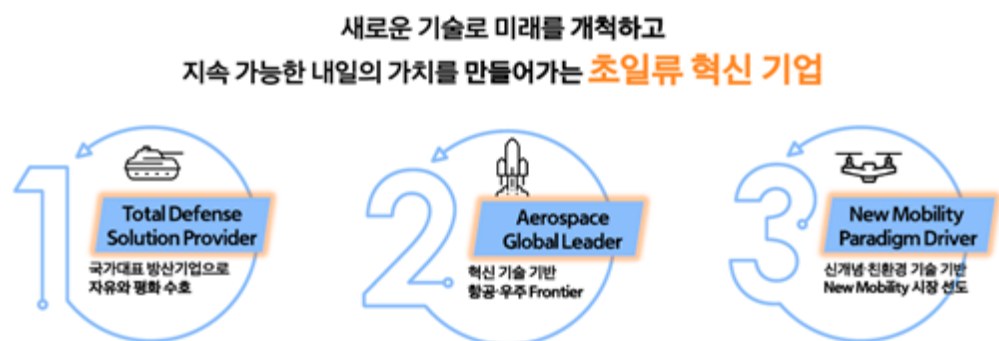 새로운 기술로 미래를 개척하고
지속 가능한 내일의 가치를 만들어가는 초일류 혁신 기업
1
Total Defense
Solution Provider
국가대표 방산기업으로
자유와 평화 수호
2
Aerospace
Global Leader
혁신 기술 기반
항공·우주 Frontier
3
New Mobility
Paradigm Driver
신개념·친환경 기술 기반
New Mobility 시장 선도